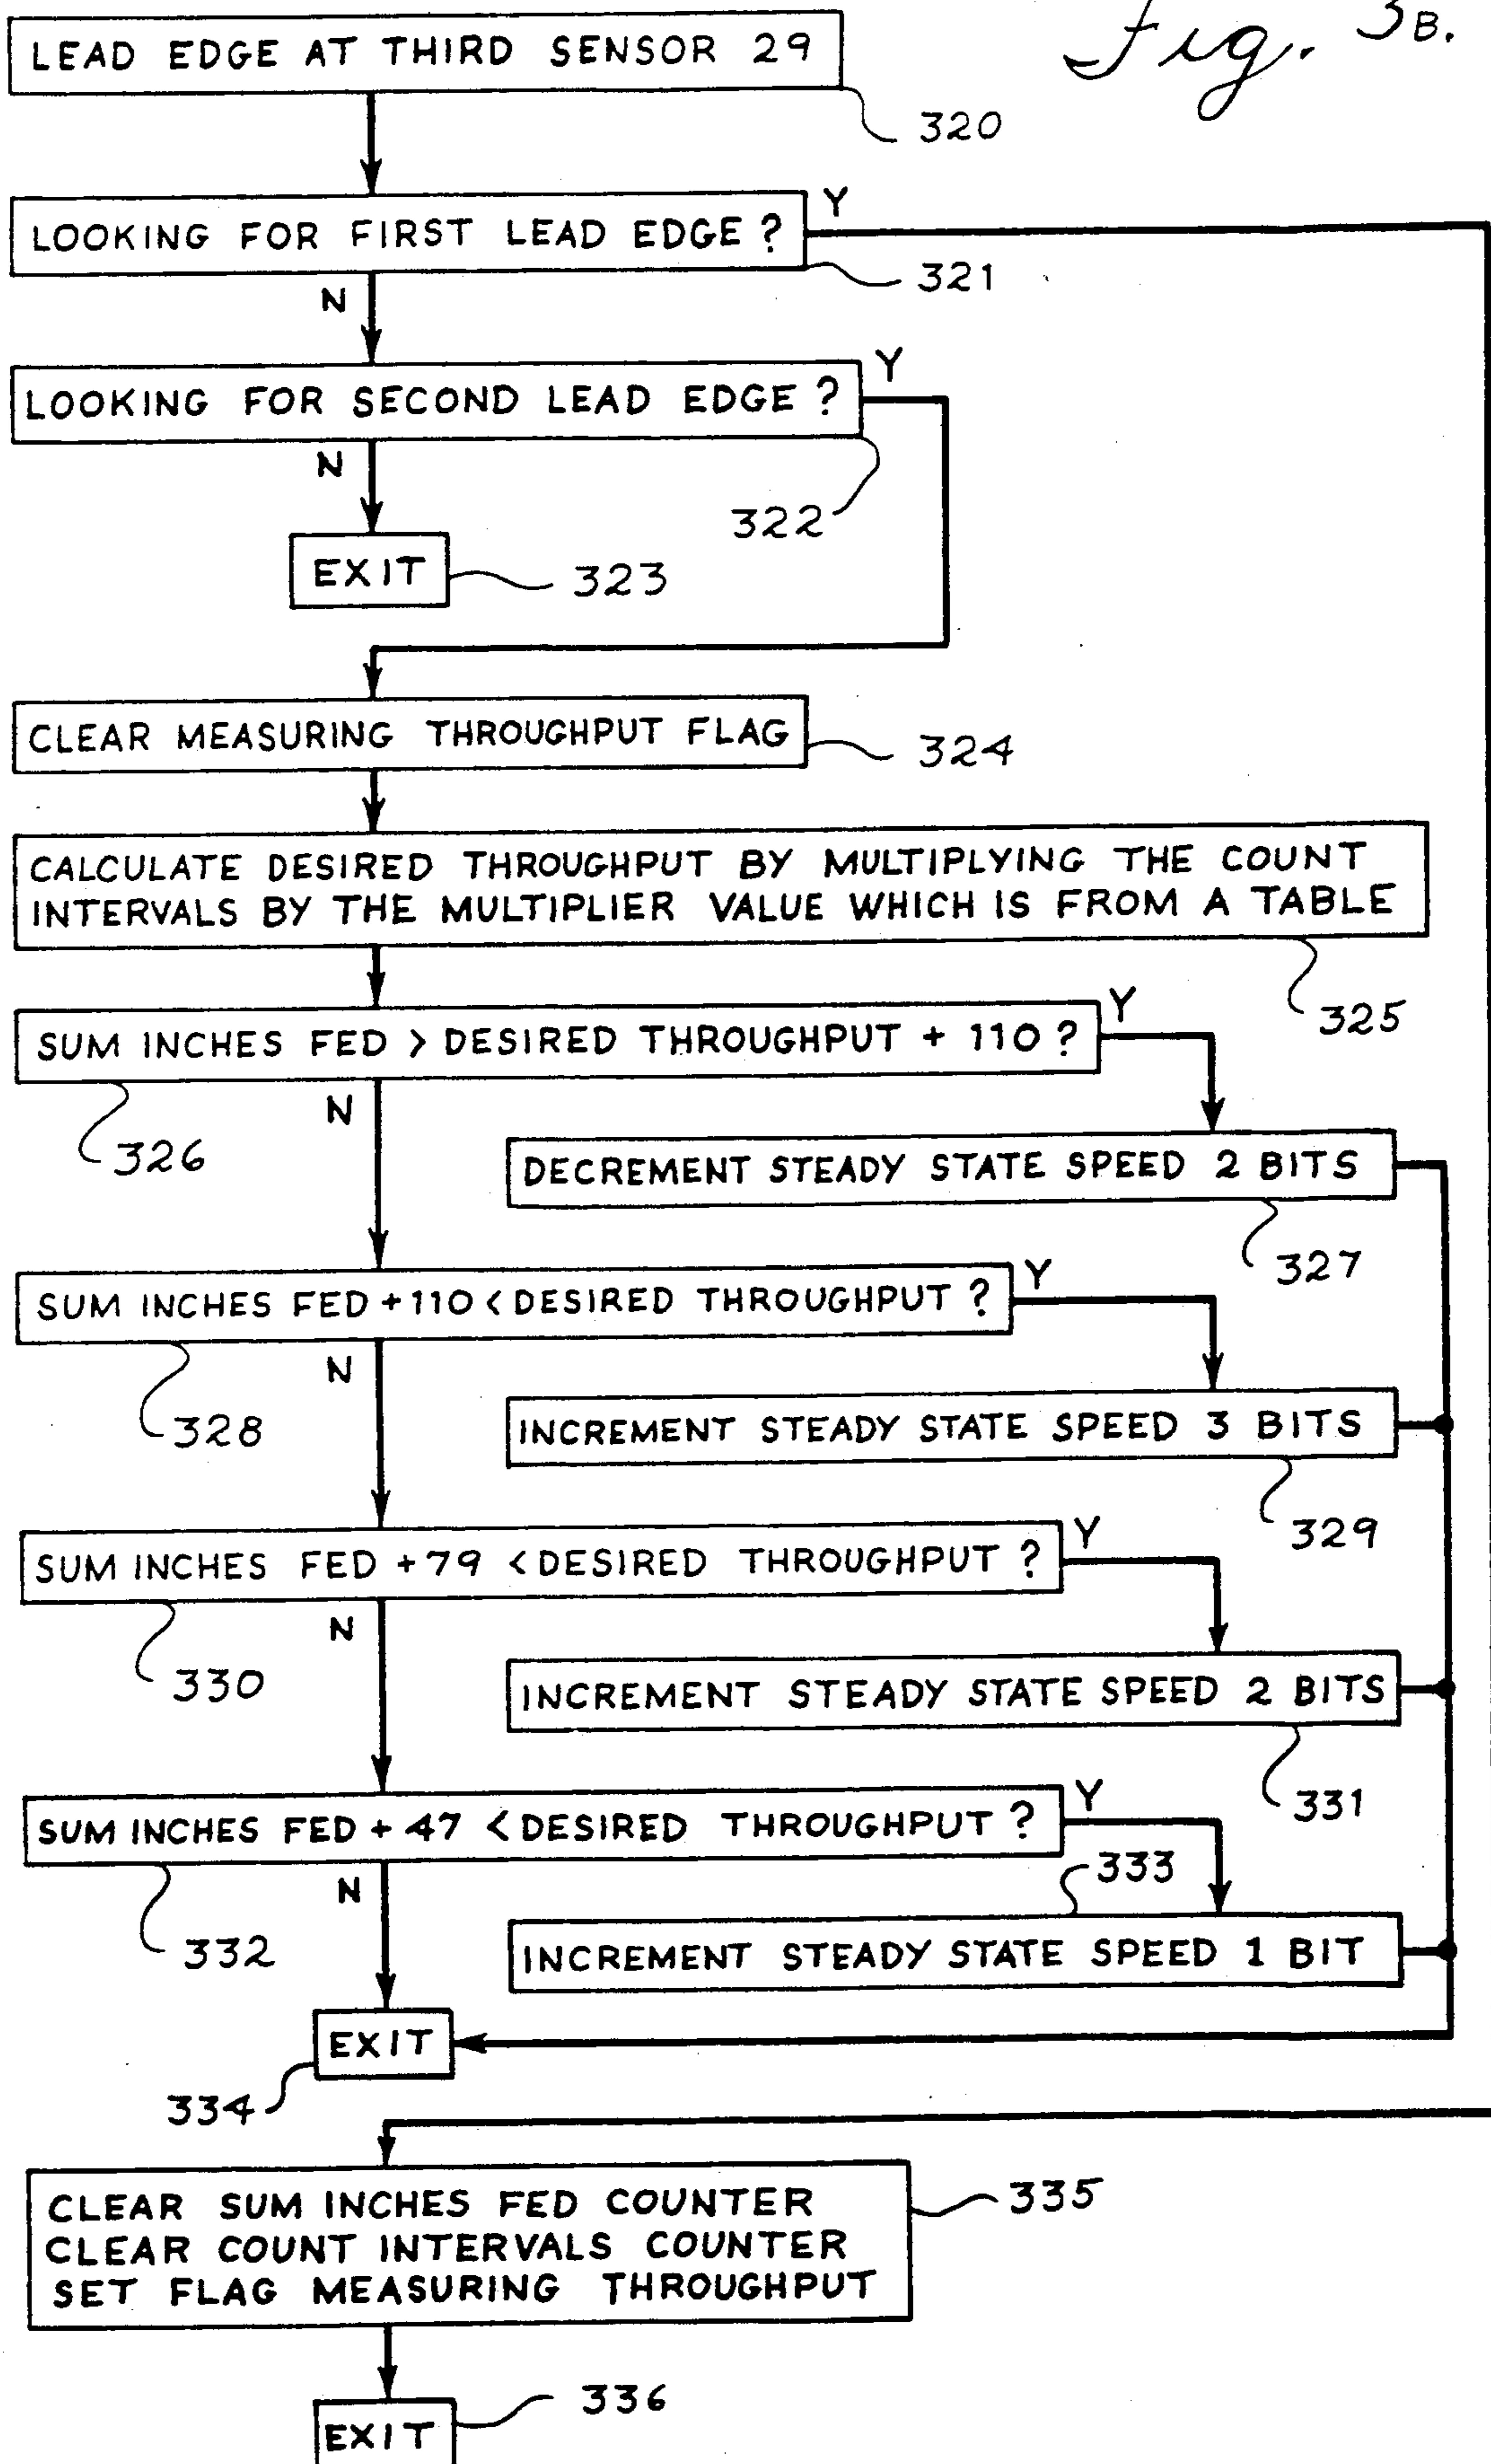 Fig. 3B.
LEAD EDGE AT THIRD SENSOR 29
320
LOOKING FOR FIRST LEAD EDGE ?
Y
321
N
LOOKING FOR SECOND LEAD EDGE ?
Y
322
N
EXIT
323
CLEAR MEASURING THROUGHPUT FLAG
324
CALCULATE DESIRED THROUGHPUT BY MULTIPLYING THE COUNT
INTERVALS BY THE MULTIPLIER VALUE WHICH IS FROM A TABLE
325
SUM INCHES FED > DESIRED THROUGHPUT + 110 ?
Y
326
N
DECREMENT STEADY STATE SPEED 2 BITS
327
SUM INCHES FED + 110 < DESIRED THROUGHPUT ?
Y
328
N
INCREMENT STEADY STATE SPEED 3 BITS
329
SUM INCHES FED + 79 < DESIRED THROUGHPUT ?
Y
330
N
INCREMENT STEADY STATE SPEED 2 BITS
331
SUM INCHES FED + 47 < DESIRED THROUGHPUT ?
Y
332
N
333
INCREMENT STEADY STATE SPEED 1 BIT
EXIT
334
CLEAR SUM INCHES FED COUNTER
CLEAR COUNT INTERVALS COUNTER
SET FLAG MEASURING THROUGHPUT
335
EXIT
336